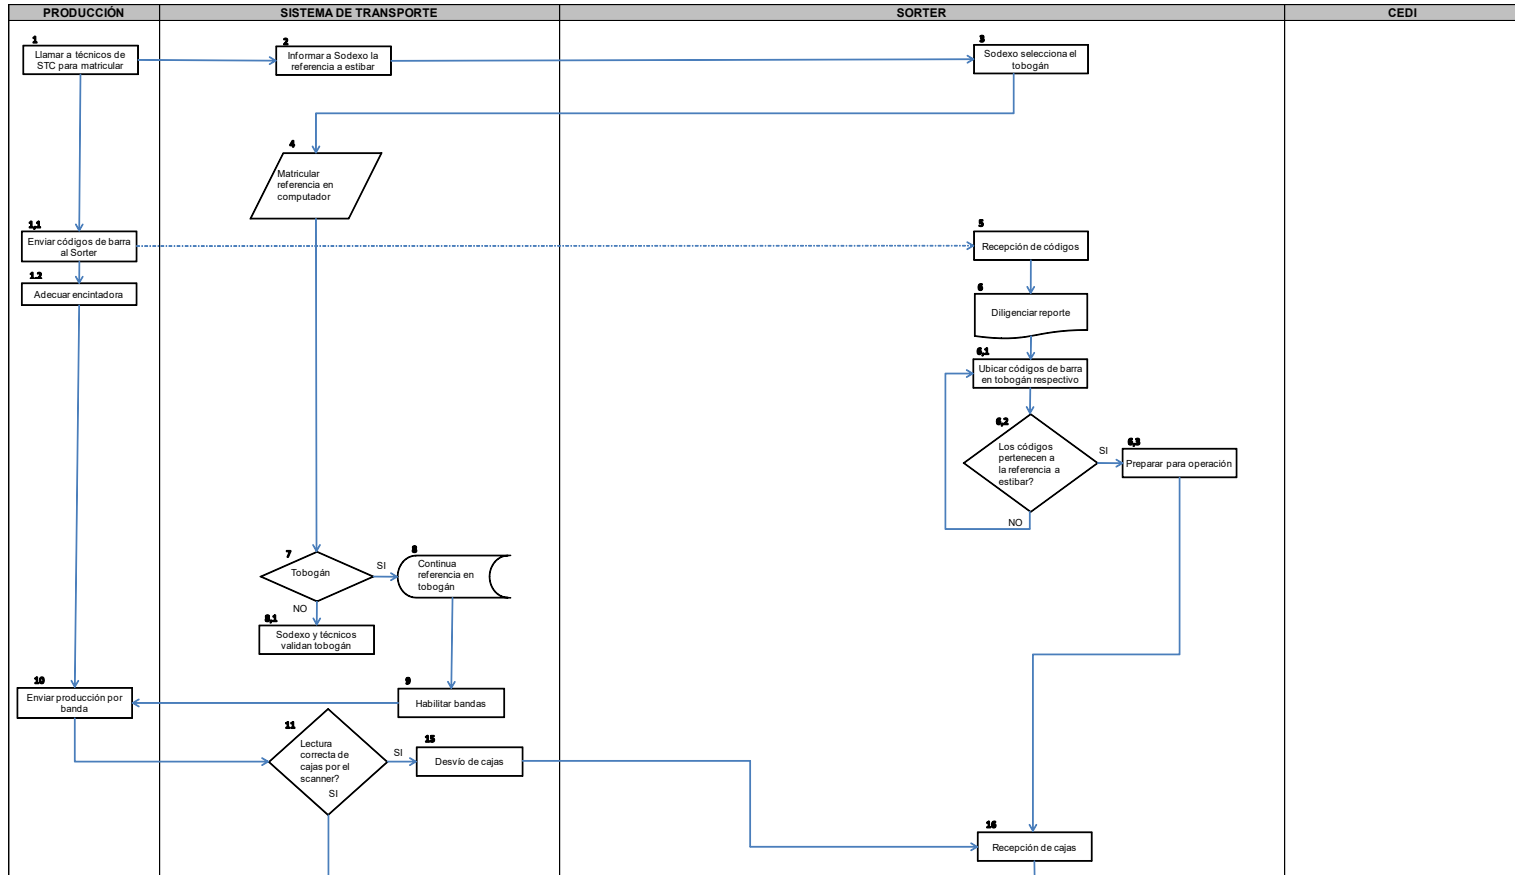 PRODUCCIÓN
SISTEMA DE TRANSPORTE
SORTER
CEDI
1
Llamar a técnicos de
STC para matricular
2
Informar a Sodexo la
referencia a estibar
3
Sodexo selecciona el
tobogán
4
Matricular
referencia en
computador
1,1
Enviar códigos de barra
al Sorter
5
Recepción de códigos
1.2
Adecuar encintadora
6
Diligenciar reporte
6,1
Ubicar códigos de barra
en tobogán respectivo
6,2
Los códigos
pertenecen a
la referencia a
estibar?
SI
NO
6,3
Preparar para operación
7
Tobogán
SI
NO
8
Continua
referencia en
tobogán
8,1
Sodexo y técnicos
validan tobogán
10
Enviar producción por
banda
9
Habilitar bandas
11
Lectura
correcta de
cajas por el
scanner?
SI
SI
15
Desvío de cajas
16
Recepción de cajas